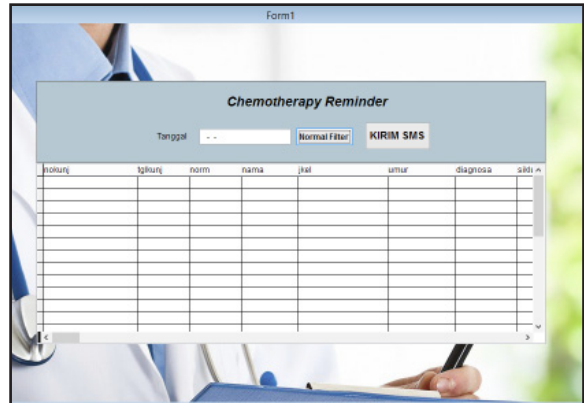 Form1
Chemotherapy Reminder
Tanggal - - Normal Filter KIRIM SMS
nokunj tglkunj norm nama jkel umur diagnosa